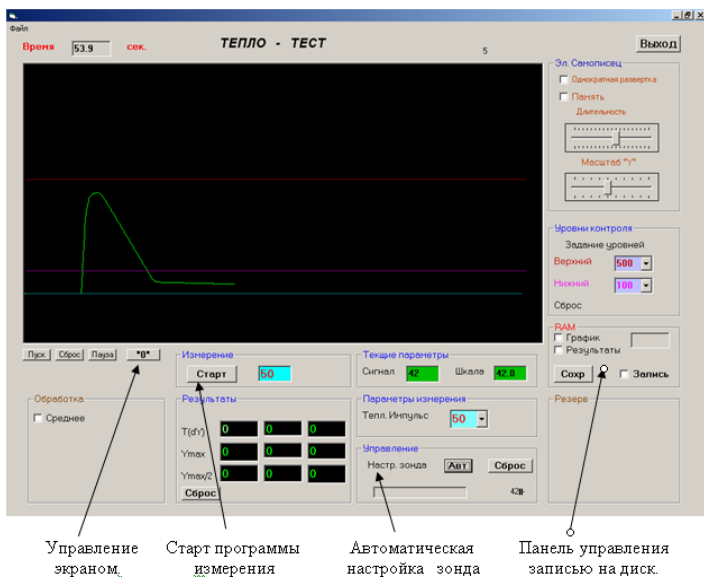 Файл
Время 53.9 сек. ТЕПЛО - ТЕСТ 5 Выход
Эл. Самописец
Однократная развертка
Память
Длительность
Масштаб "Y"
Уровни контроля
Задание уровней
Верхний 500
Нижний 100
Сброс
RAM
График
Результаты
Сохр Запись
Пуск Сброс Пауза "0"
Измерение
Старт 50
Текщие параметры
Сигнал 42 Шкала 42.0
Обработка
Среднее
Результаты
T(dY) 0 0 0
Ymax 0 0 0
Ymax/2 0 0 0
Сброс
Параметры измерения
Тепл. Импульс 50
Управление
Настр. зонда Авт Сброс
Резерв
Управление экраном.
Старт программы измерения
Автоматическая настройка зонда
Панель управления записью на диск.